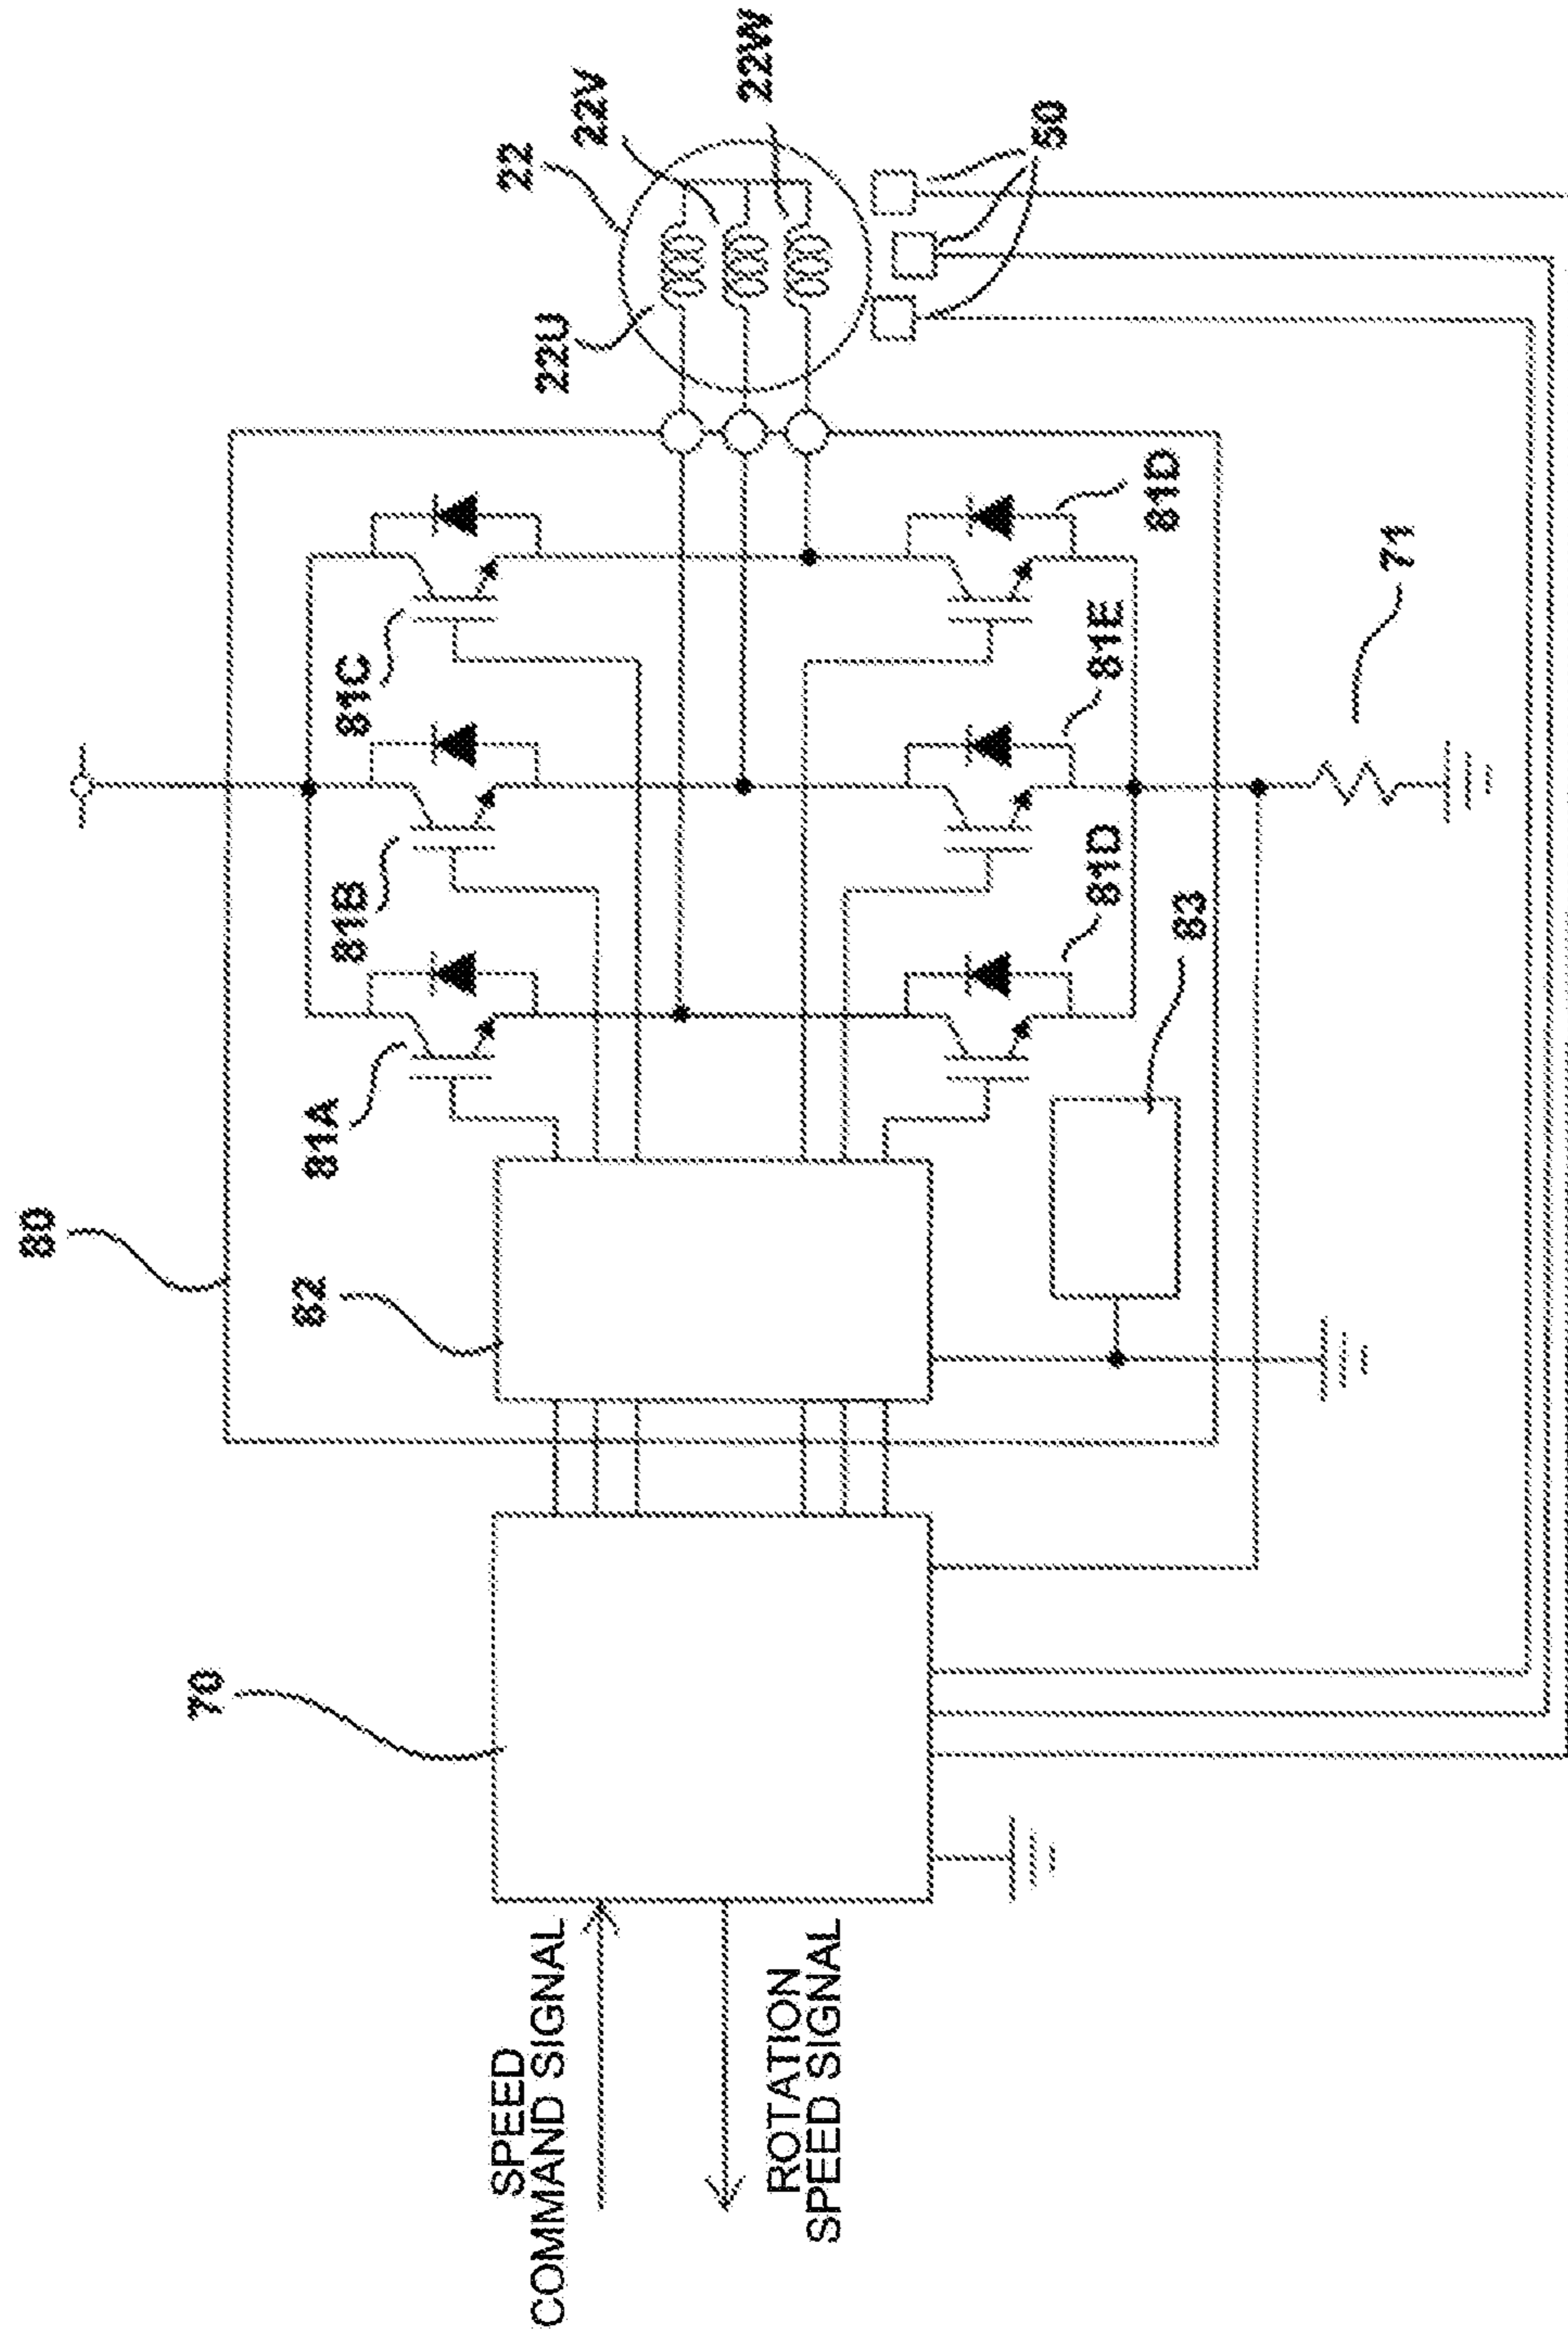 80
82
81A
81B
81C
22
22V
22W
22U
50
70
81D
81E
81D
83
71
SPEED
COMMAND SIGNAL
ROTATION
SPEED SIGNAL